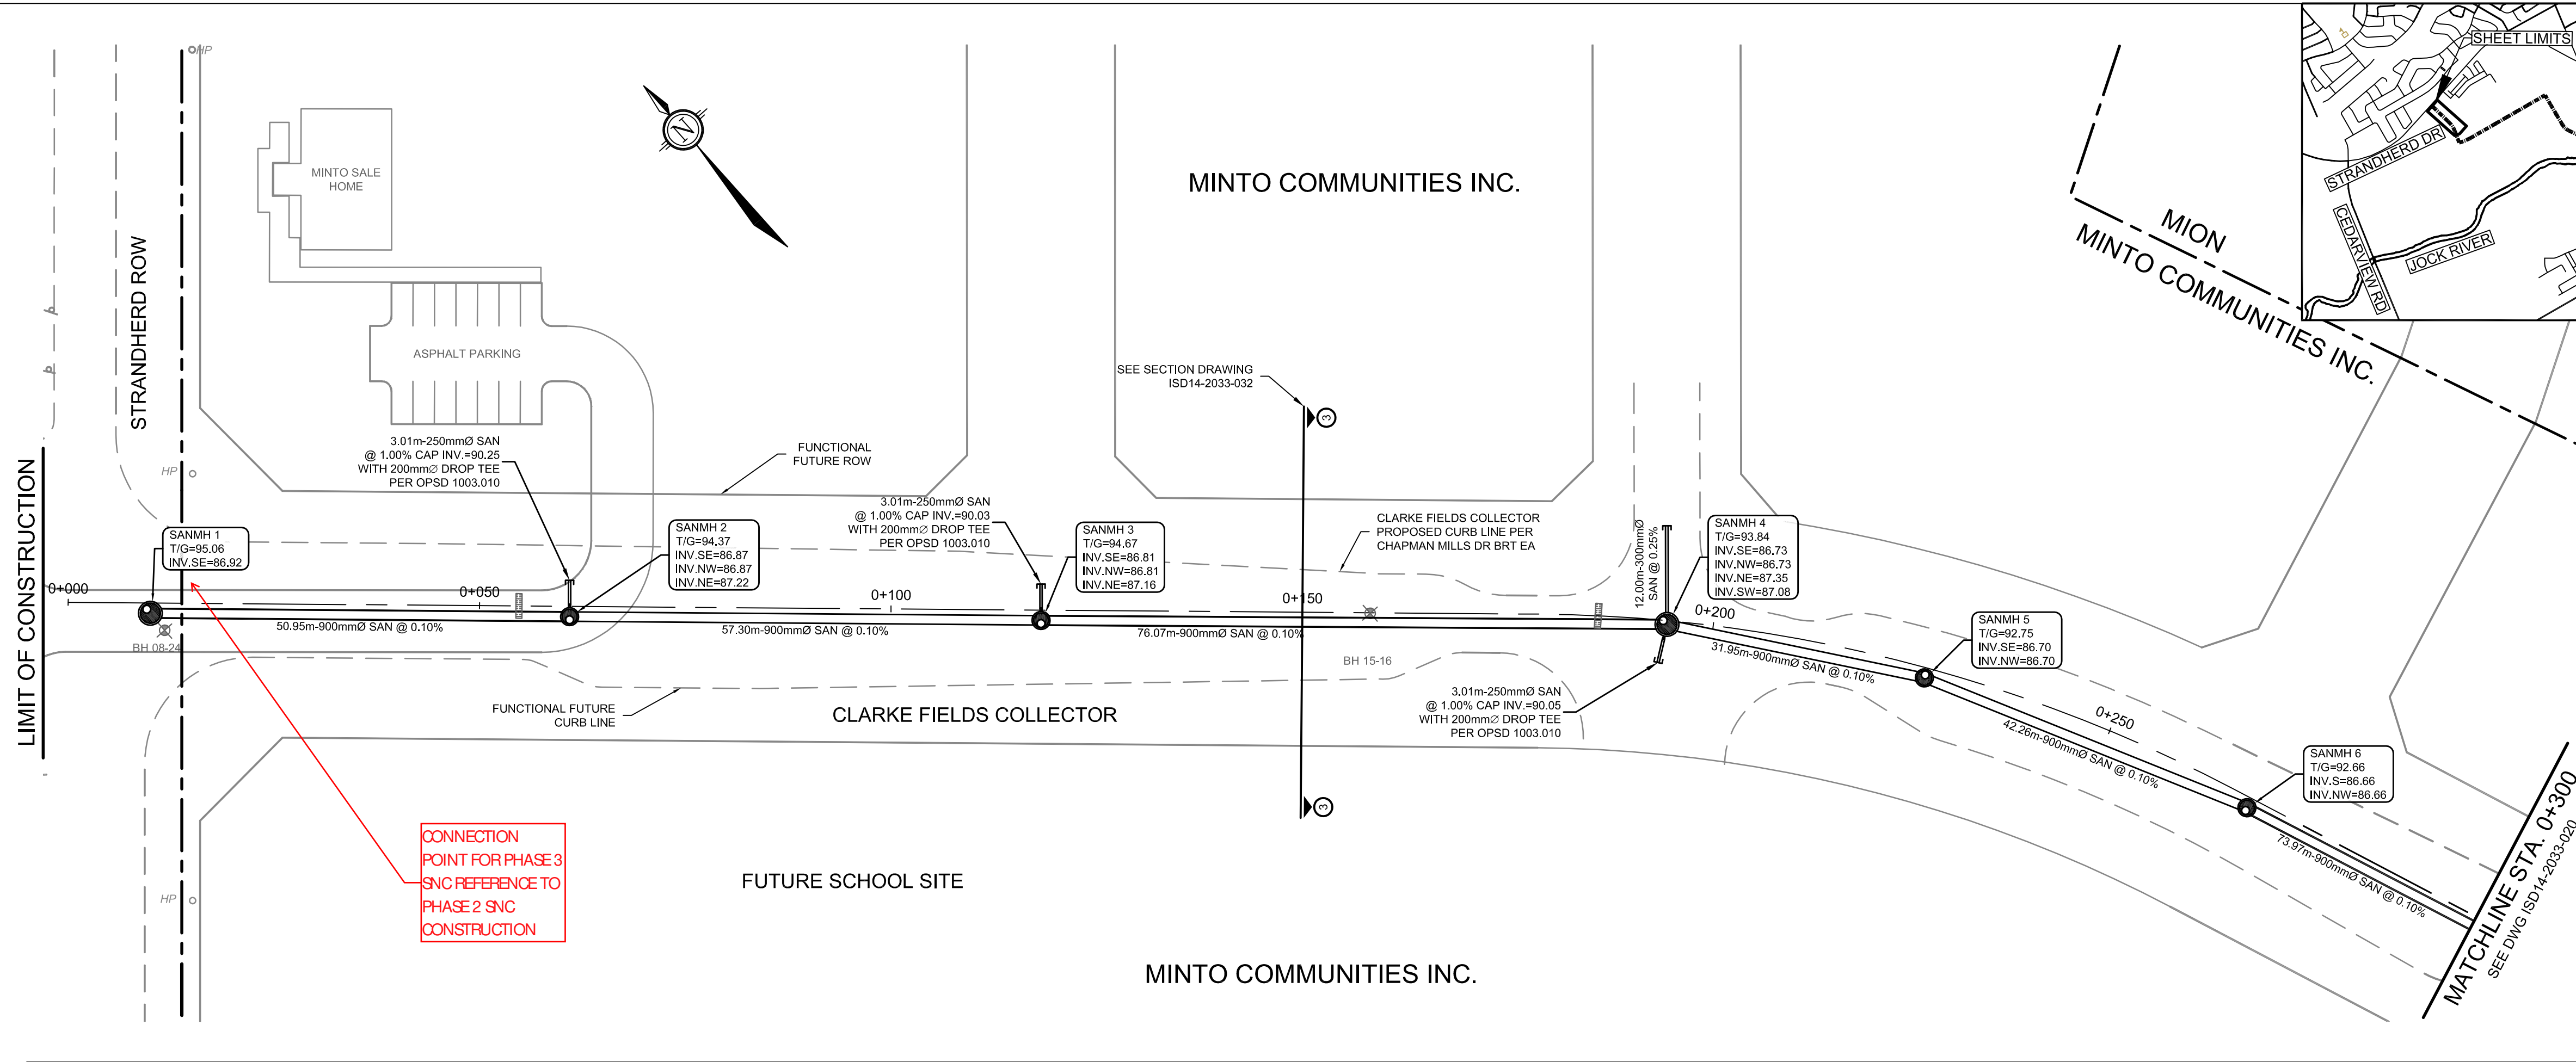 HP
SHEET LIMITS
STRANDHERD DR
CEDARVIEW RD
JOCK RIVER
N
MINTO SALE
HOME
MINTO COMMUNITIES INC.
MION
MINTO COMMUNITIES INC.
STRANDHERD ROW
ASPHALT PARKING
SEE SECTION DRAWING
ISD14-2033-032
3
3.01m-250mmØ SAN
@ 1.00% CAP INV.=90.25
WITH 200mmØ DROP TEE
PER OPSD 1003.010
FUNCTIONAL
FUTURE ROW
HP
LIMIT OF CONSTRUCTION
SANMH 1
T/G=95.06
INV.SE=86.92
SANMH 2
T/G=94.37
INV.SE=86.87
INV.NW=86.87
INV.NE=87.22
3.01m-250mmØ SAN
@ 1.00% CAP INV.=90.03
WITH 200mmØ DROP TEE
PER OPSD 1003.010
SANMH 3
T/G=94.67
INV.SE=86.81
INV.NW=86.81
INV.NE=87.16
CLARKE FIELDS COLLECTOR
PROPOSED CURB LINE PER
CHAPMAN MILLS DR BRT EA
12.00m-300mmØ
SAN @ 0.25%
SANMH 4
T/G=93.84
INV.SE=86.73
INV.NW=86.73
INV.NE=87.35
INV.SW=87.08
0+000
0+050
0+100
0+150
0+200
SANMH 5
T/G=92.75
INV.SE=86.70
INV.NW=86.70
50.95m-900mmØ SAN @ 0.10%
57.30m-900mmØ SAN @ 0.10%
76.07m-900mmØ SAN @ 0.10%
31.95m-900mmØ SAN @ 0.10%
BH 08-24
BH 15-16
3.01m-250mmØ SAN
@ 1.00% CAP INV.=90.05
WITH 200mmØ DROP TEE
PER OPSD 1003.010
FUNCTIONAL FUTURE
CURB LINE
CLARKE FIELDS COLLECTOR
0+250
42.26m-900mmØ SAN @ 0.10%
SANMH 6
T/G=92.66
INV.S=86.66
INV.NW=86.66
3
73.97m-900mmØ SAN @ 0.10%
MATCHLINE STA. 0+300
SEE DWG ISD14-2033-020
CONNECTION
POINT FOR PHASE 3
SNC REFERENCE TO
PHASE 2 SNC
CONSTRUCTION
FUTURE SCHOOL SITE
HP
MINTO COMMUNITIES INC.